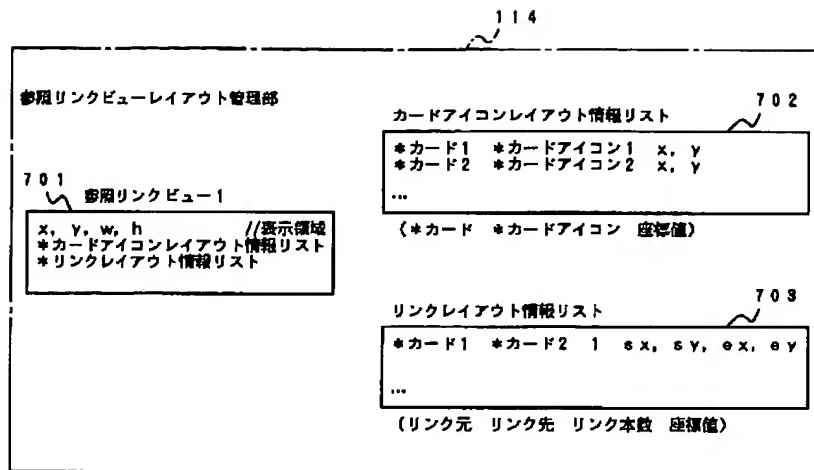 114
参照リンクビューレイアウト管理部
701
参照リンクビュー1
x, y, w, h //表示領域
*カードアイコンレイアウト情報リスト
*リンクレイアウト情報リスト
702
カードアイコンレイアウト情報リスト
*カード1 *カードアイコン1 x, y
*カード2 *カードアイコン2 x, y
...
(*カード *カードアイコン 座標値)
703
リンクレイアウト情報リスト
*カード1 *カード2 1 sx, sy, ex, ey
...
(リンク元 リンク先 リンク本数 座標値)